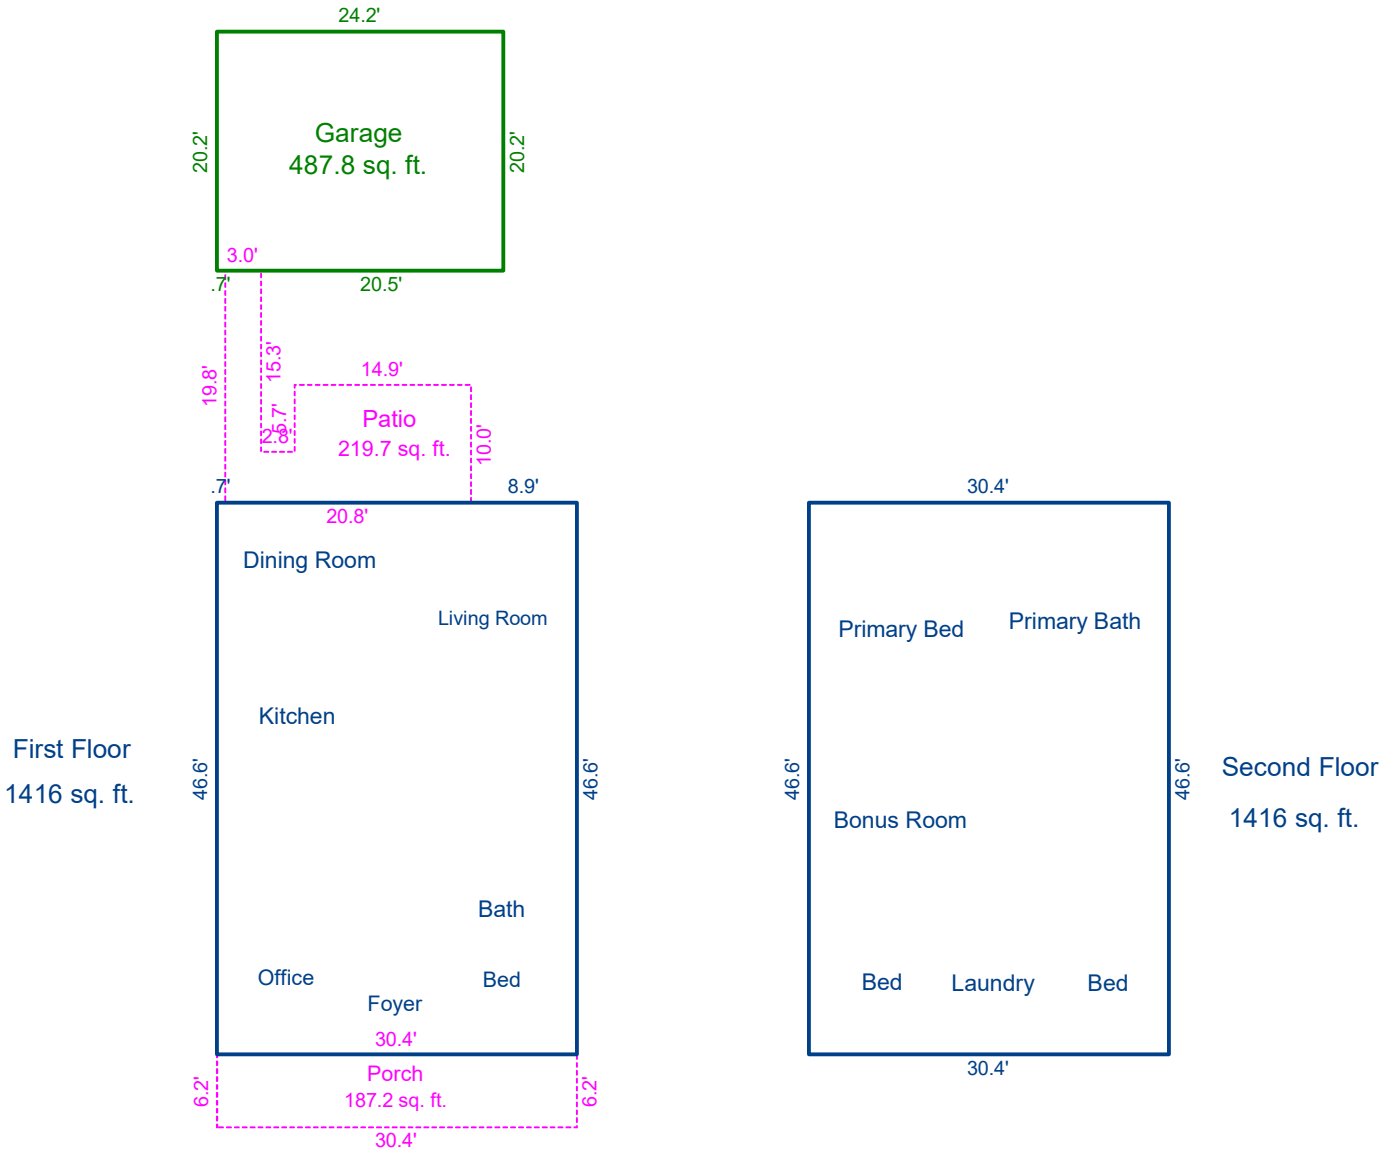 24.2'
20.2'
Garage
487.8 sq. ft.
20.2'
3.0'
.7'
20.5'
19.8'
15.3'
14.9'
5.7'
2.8'
Patio
219.7 sq. ft.
10.0'
.7'
8.9'
20.8'
Dining Room
Living Room
Kitchen
First Floor
1416 sq. ft.
46.6'
46.6'
Bath
Office
Bed
Foyer
30.4'
6.2'
Porch
187.2 sq. ft.
6.2'
30.4'
30.4'
Primary Bed
Primary Bath
46.6'
46.6'
Second Floor
1416 sq. ft.
Bonus Room
Bed
Laundry
Bed
30.4'